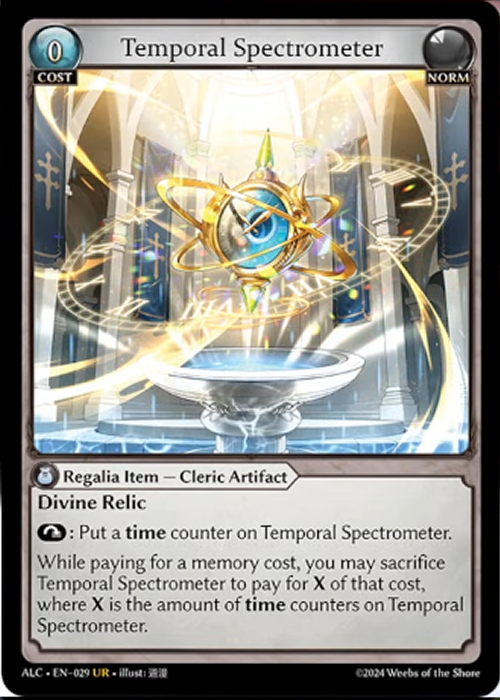 0
Temporal Spectrometer
COST
NORM
Regalia Item — Cleric Artifact
Divine Relic
: Put a time counter on Temporal Spectrometer.
While paying for a memory cost, you may sacrifice
Temporal Spectrometer to pay for X of that cost,
where X is the amount of time counters on Temporal
Spectrometer.
ALC • EN-029 UR • illust:
©2024 Weebs of the Shore